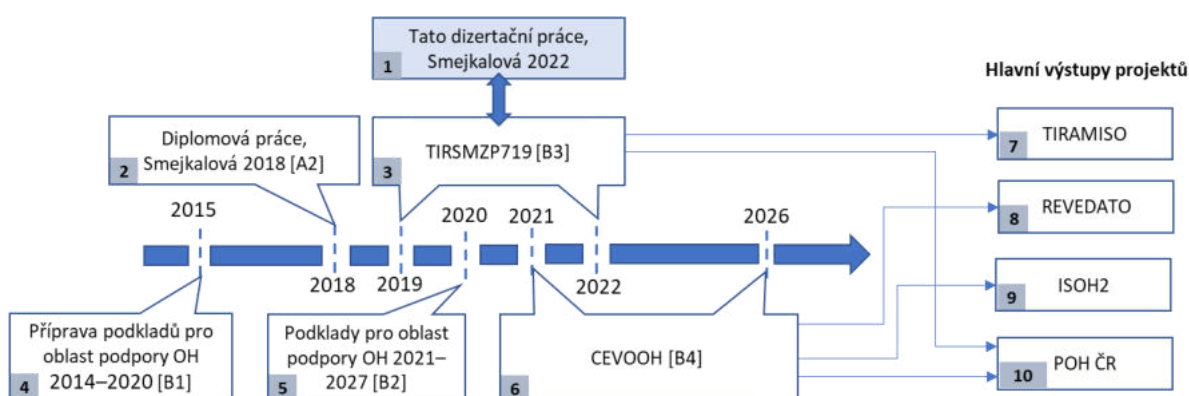 Tato dizertační práce,
Smejkalová 2022
1
Hlavní výstupy projektů
Diplomová práce,
Smejkalová 2018 [A2]
2
TIRSMZP719 [B3]
3
TIRAMISO
7
REVEDATO
8
ISOH2
9
POH ČR
10
2015
2018
2019
2020
2021
2022
2026
Příprava podkladů pro
oblast podpory OH
2014–2020 [B1]
4
Podklady pro oblast
podpory OH 2021–
2027 [B2]
5
CEVOOH [B4]
6